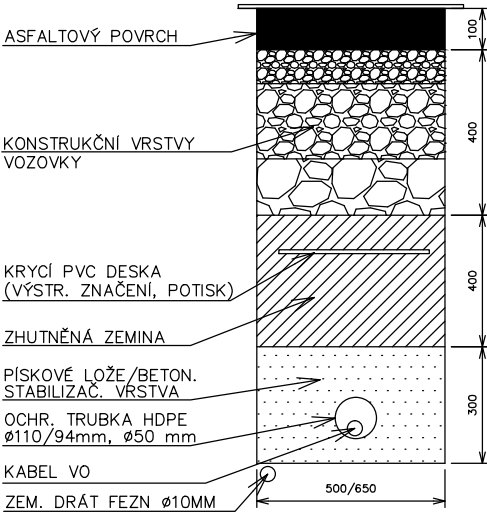 ASFALTOVÝ POVRCH
100
KONSTRUKČNÍ VRSTVY
VOZOVKY
400
KRYCÍ PVC DESKA
(VÝSTR. ZNAČENÍ, POTISK)
400
ZHUTNĚNÁ ZEMINA
PÍSKOVÉ LOŽE/BETON.
STABILIZAČ. VRSTVA
300
OCHR. TRUBKA HDPE
ø110/94mm, ø50 mm
KABEL VO
ZEM. DRÁT FEZN ø10MM
500/650